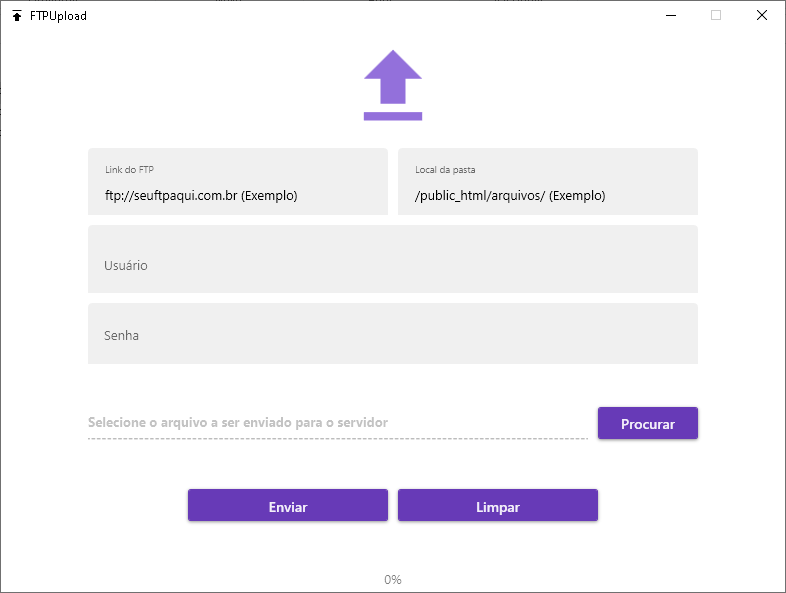 FTPUpload
Link do FTP
ftp://seuftpaqui.com.br (Exemplo)
Local da pasta
/public_html/arquivos/ (Exemplo)
Usuário
Senha
Selecione o arquivo a ser enviado para o servidor
Procurar
Enviar
Limpar
0%